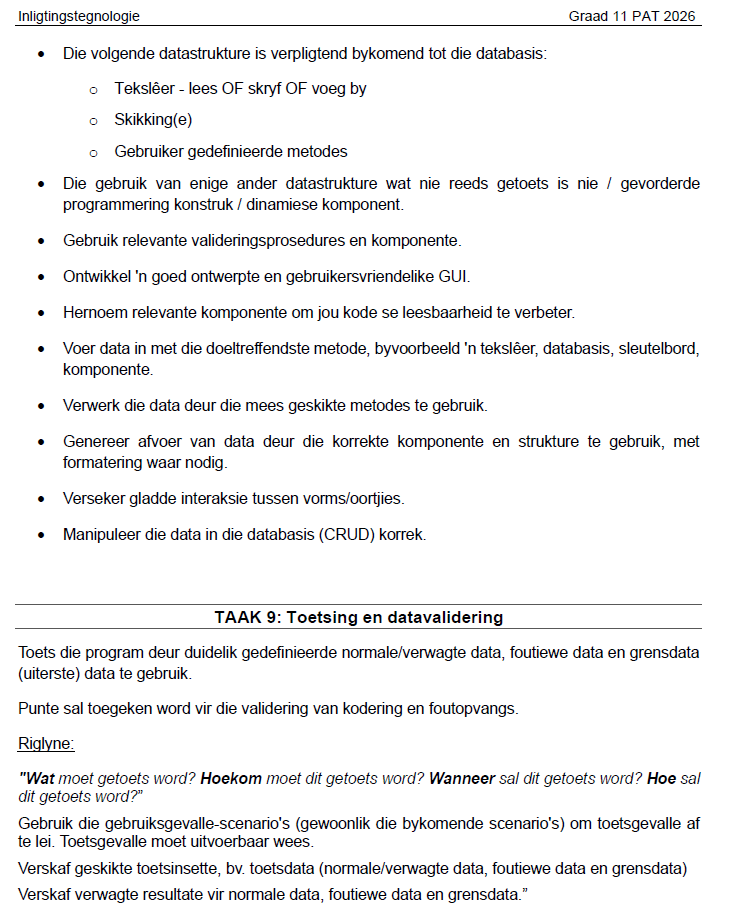 Inligtingstegnologie Graad 11 PAT 2026
• Die volgende datastrukture is verpligtend bykomend tot die databasis:
o Tekslêer - lees OF skryf OF voeg by
o Skikking(e)
o Gebruiker gedefinieerde metodes
• Die gebruik van enige ander datastrukture wat nie reeds getoets is nie / gevorderde
programmering konstruk / dinamiese komponent.
• Gebruik relevante valideringsprosedures en komponente.
• Ontwikkel 'n goed ontwerpte en gebruikersvriendelike GUI.
• Hernoem relevante komponente om jou kode se leesbaarheid te verbeter.
• Voer data in met die doeltreffendste metode, byvoorbeeld 'n tekslêer, databasis, sleutelbord,
komponente.
• Verwerk die data deur die mees geskikte metodes te gebruik.
• Genereer afvoer van data deur die korrekte komponente en strukture te gebruik, met
formatering waar nodig.
• Verseker gladde interaksie tussen vorms/oortjies.
• Manipuleer die data in die databasis (CRUD) korrek.
TAAK 9: Toetsing en datavalidering
Toets die program deur duidelik gedefinieerde normale/verwagte data, foutiewe data en grensdata
(uiterste) data te gebruik.
Punte sal toegeken word vir die validering van kodering en foutopvangs.
Riglyne:
"Wat moet getoets word? Hoekom moet dit getoets word? Wanneer sal dit getoets word? Hoe sal
dit getoets word?”
Gebruik die gebruiksgevalle-scenario's (gewoonlik die bykomende scenario's) om toetsgevalle af
te lei. Toetsgevalle moet uitvoerbaar wees.
Verskaf geskikte toetsinsette, bv. toetsdata (normale/verwagte data, foutiewe data en grensdata)
Verskaf verwagte resultate vir normale data, foutiewe data en grensdata.”